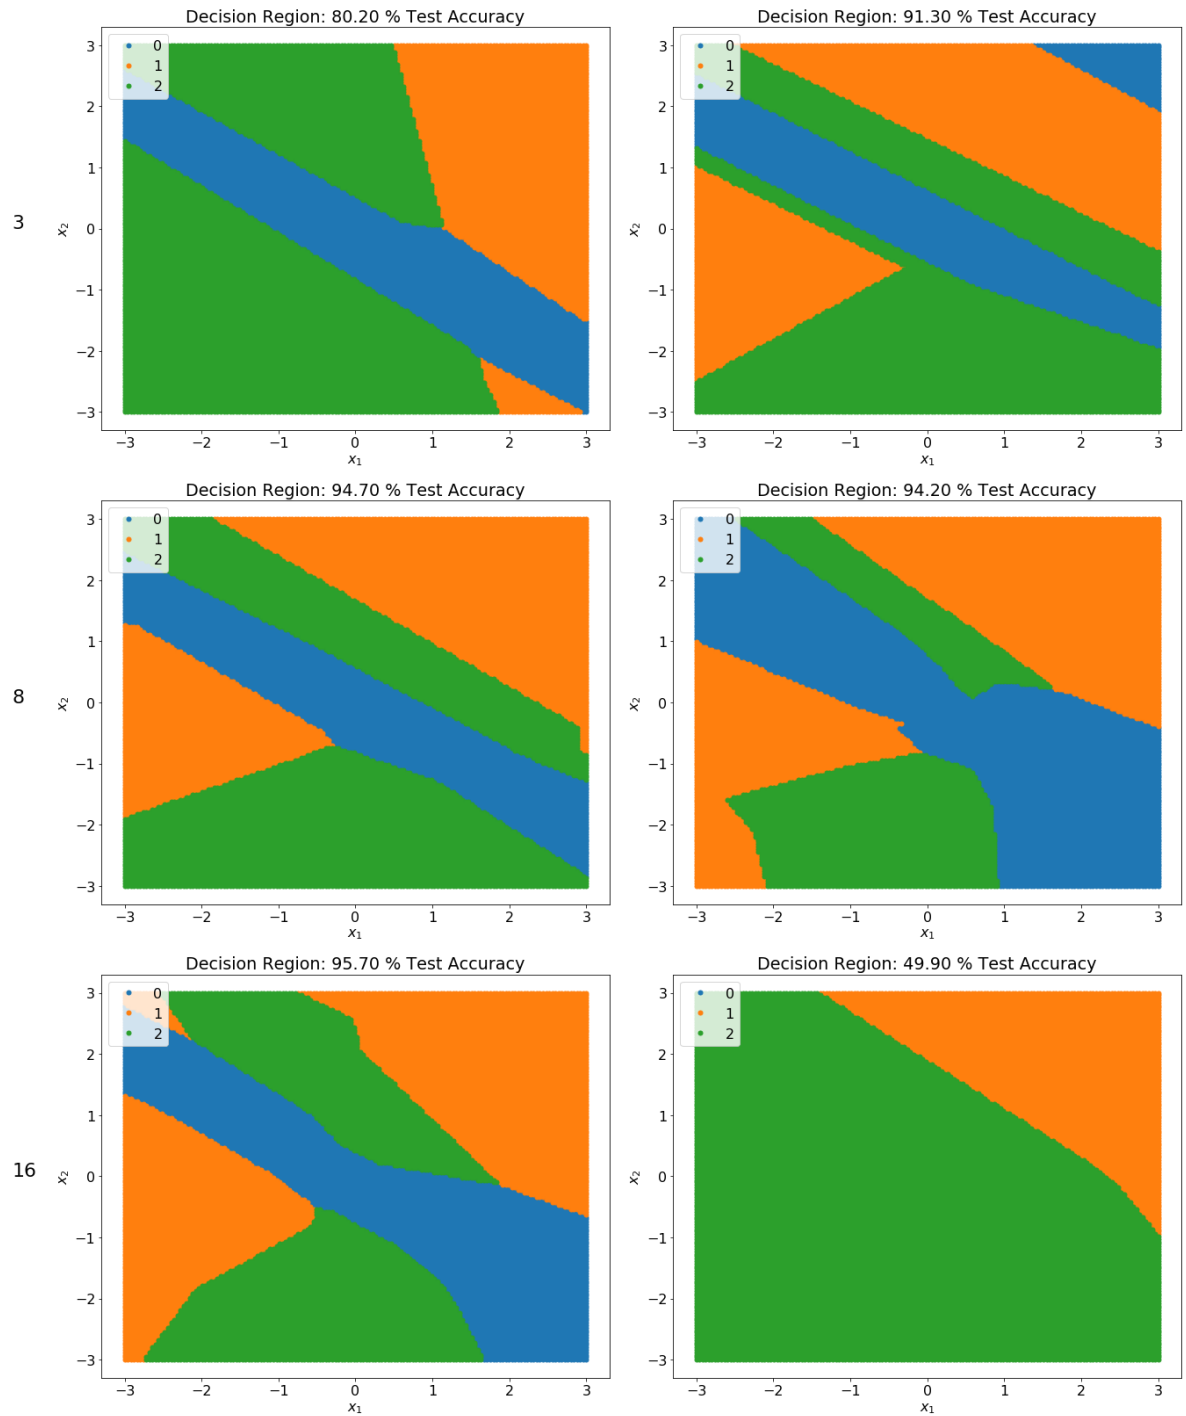 Decision Region: 80.20 % Test Accuracy
3
x₂
3
2
1
0
−1
−2
−3
0
1
2
−3 −2 −1 0 1 2 3
x₁
Decision Region: 91.30 % Test Accuracy
x₂
3
2
1
0
−1
−2
−3
0
1
2
−3 −2 −1 0 1 2 3
x₁
Decision Region: 94.70 % Test Accuracy
8
x₂
3
2
1
0
−1
−2
−3
0
1
2
−3 −2 −1 0 1 2 3
x₁
Decision Region: 94.20 % Test Accuracy
x₂
3
2
1
0
−1
−2
−3
0
1
2
−3 −2 −1 0 1 2 3
x₁
Decision Region: 95.70 % Test Accuracy
16
x₂
3
2
1
0
−1
−2
−3
0
1
2
−3 −2 −1 0 1 2 3
x₁
Decision Region: 49.90 % Test Accuracy
x₂
3
2
1
0
−1
−2
−3
0
1
2
−3 −2 −1 0 1 2 3
x₁